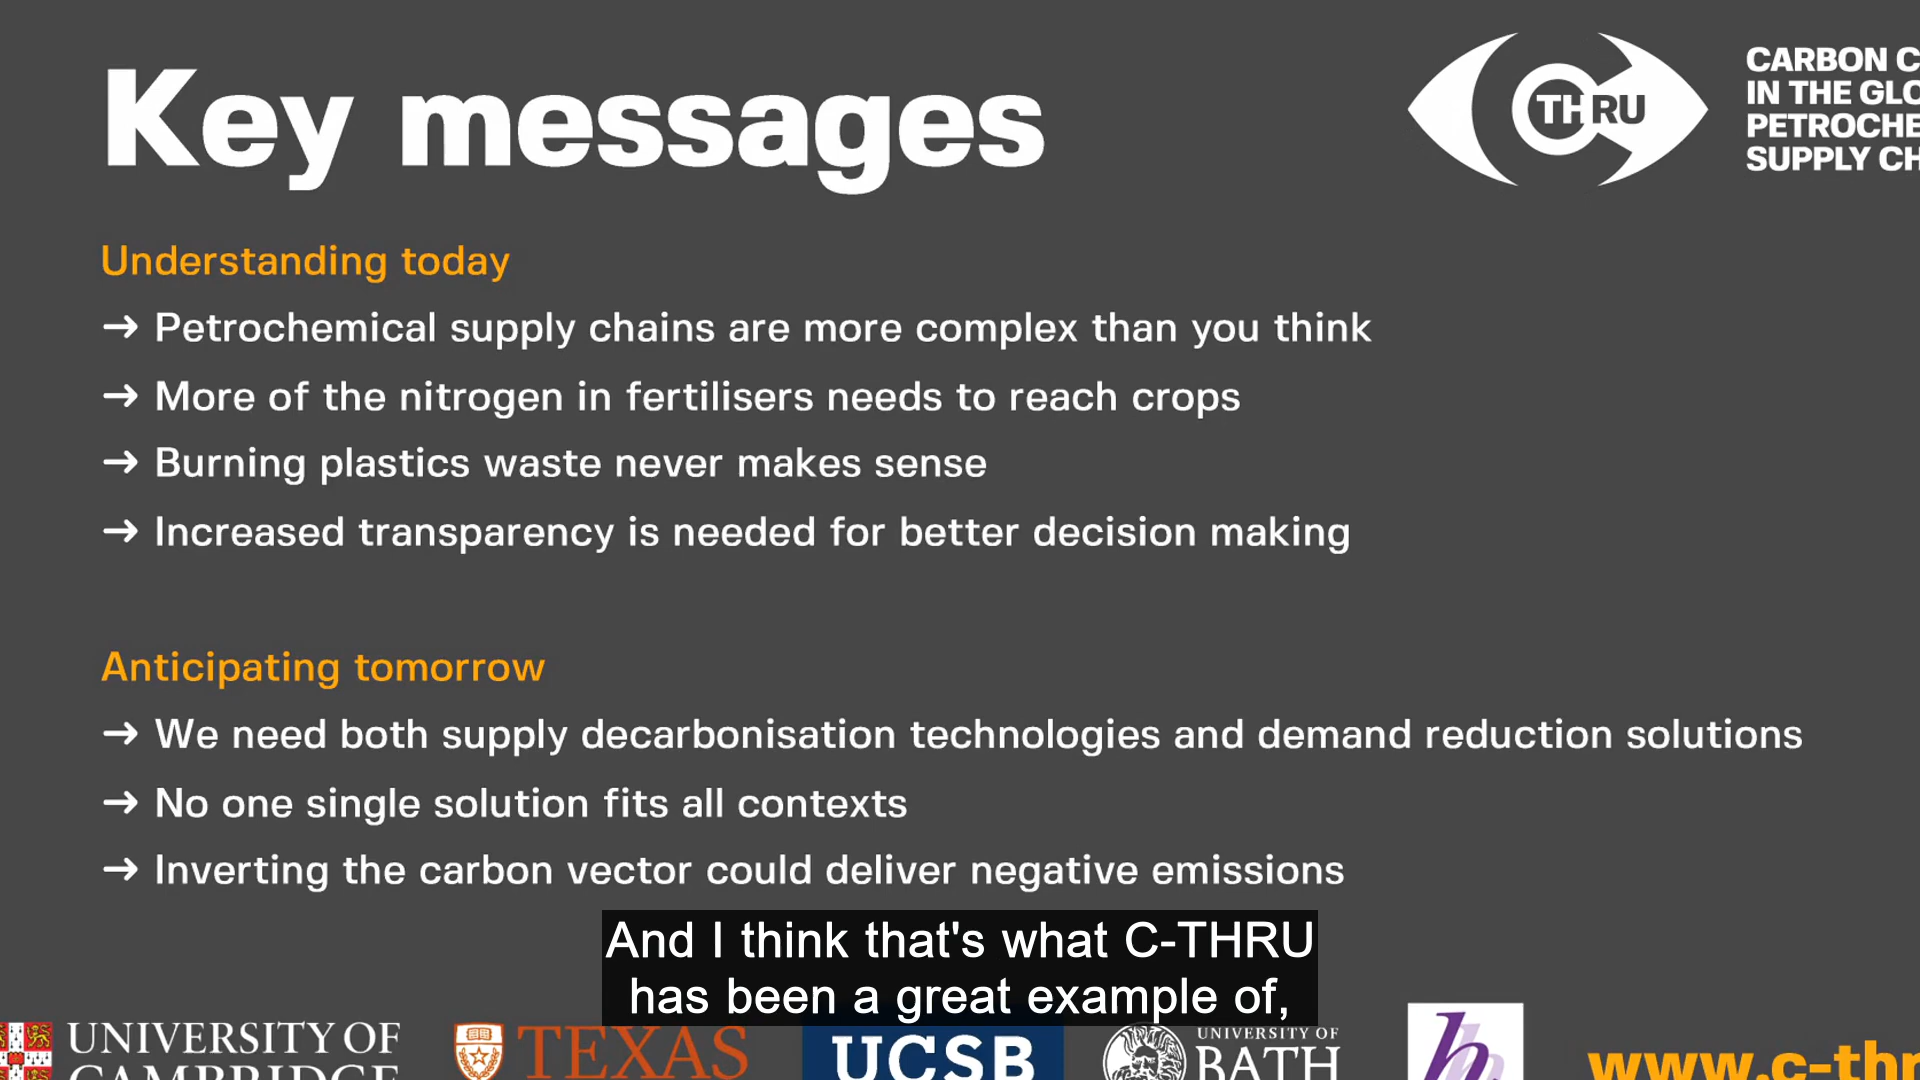 Key messages
C
THRU
CARBON C
IN THE GLO
PETROCHE
SUPPLY CH
Understanding today
→ Petrochemical supply chains are more complex than you think
→ More of the nitrogen in fertilisers needs to reach crops
→ Burning plastics waste never makes sense
→ Increased transparency is needed for better decision making
Anticipating tomorrow
→ We need both supply decarbonisation technologies and demand reduction solutions
→ No one single solution fits all contexts
→ Inverting the carbon vector could deliver negative emissions
And I think that's what C-THRU
has been a great example of,
UNIVERSITY OF
CAMBRIDGE
TEXAS
UCSB
UNIVERSITY OF
BATH
h
www.c-thr